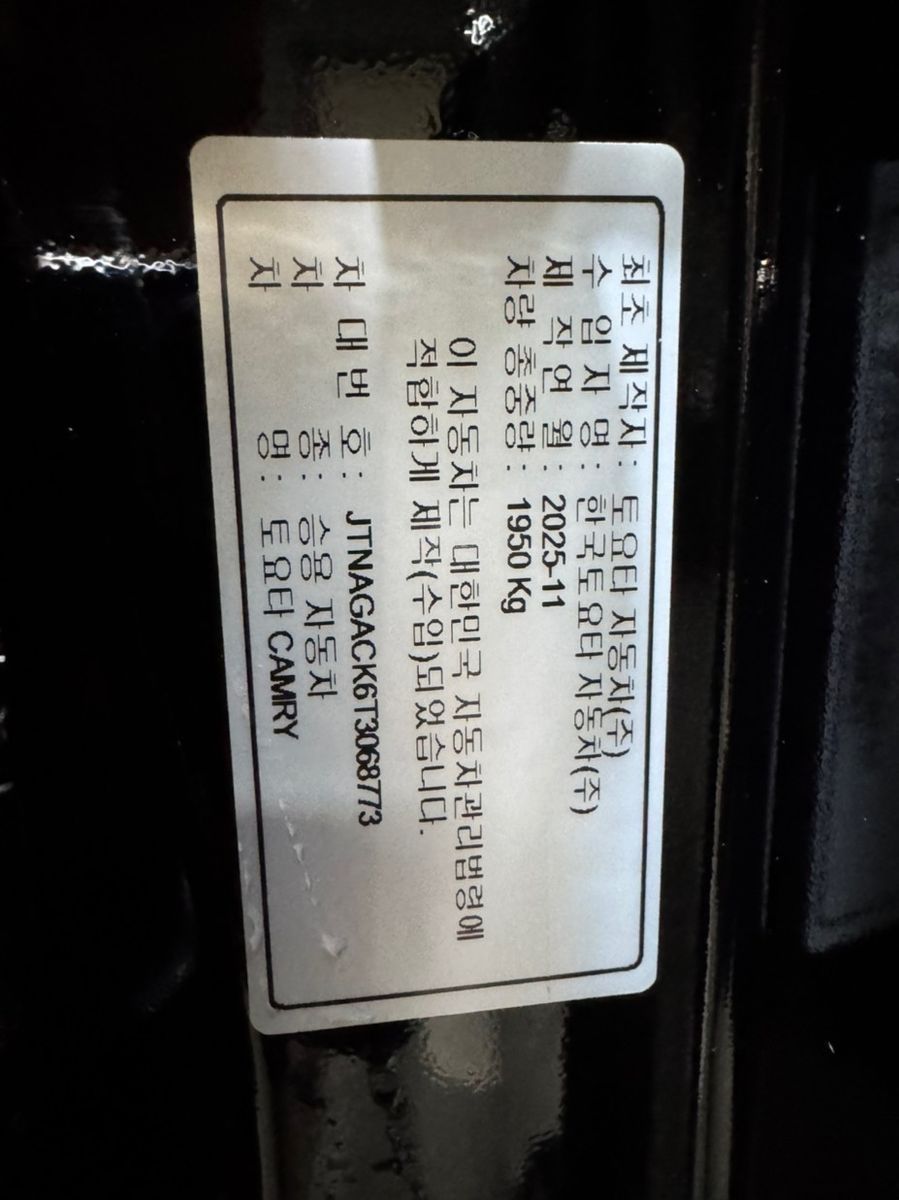 최초 제작자 : 토요타 자동차(주)
수 입 자 명 : 한국토요타 자동차(주)
제 작 연 월 : 2025-11
차량 총중량 : 1950 Kg
이 자동차는 대한민국 자동차관리법령에
적합하게 제작(수입)되었습니다.
차 대 번 호 : JTNAGACK6T3068773
차 종 : 승용 자동차
차 명 : 토요타 CAMRY